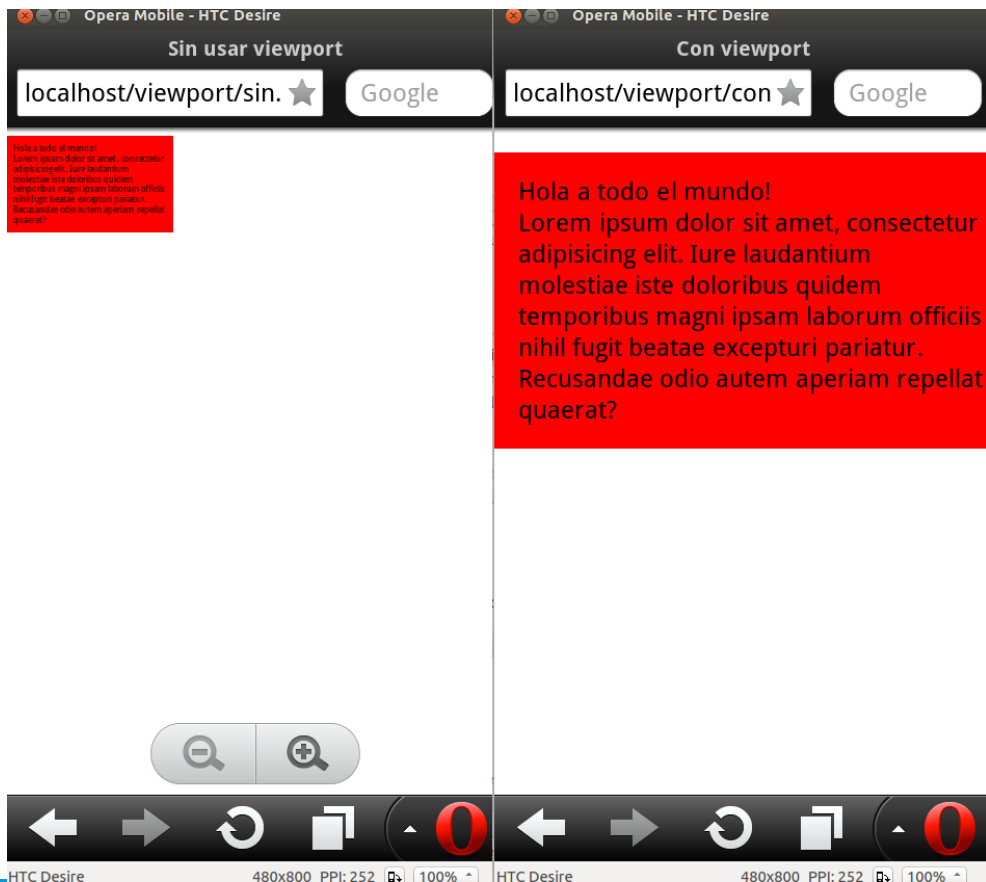 Opera Mobile - HTC Desire
Sin usar viewport
localhost/viewport/sin.
Google
Hola a todo el mundo!
Lorem ipsum dolor sit amet, consectetur
adipisicing elit. Iure laudantium
molestiae iste doloribus quidem
temporibus magni ipsam laborum officiis
nihil fugit beatae excepturi pariatur.
Recusandae odio autem aperiam repellat
quaerat?
HTC Desire
480x800 PPI: 252
100%
Opera Mobile - HTC Desire
Con viewport
localhost/viewport/con
Google
Hola a todo el mundo!
Lorem ipsum dolor sit amet, consectetur
adipisicing elit. Iure laudantium
molestiae iste doloribus quidem
temporibus magni ipsam laborum officiis
nihil fugit beatae excepturi pariatur.
Recusandae odio autem aperiam repellat
quaerat?
HTC Desire
480x800 PPI: 252
100%